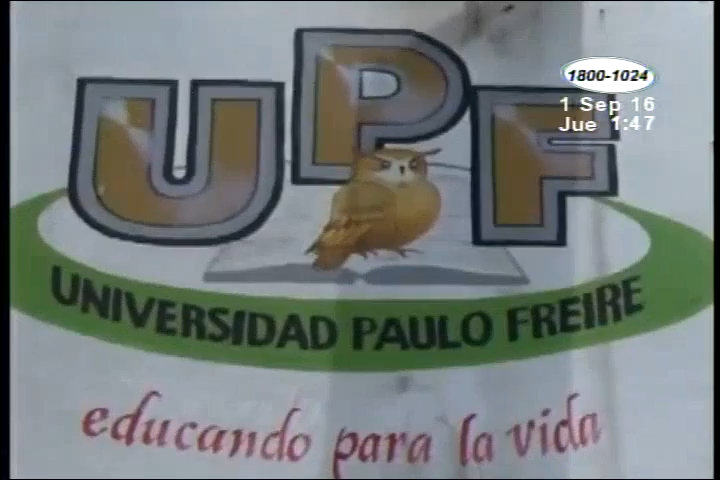 UPF
1800-1024
1 Sep 16
Jue 1:47
UNIVERSIDAD PAULO FREIRE
educando para la vida